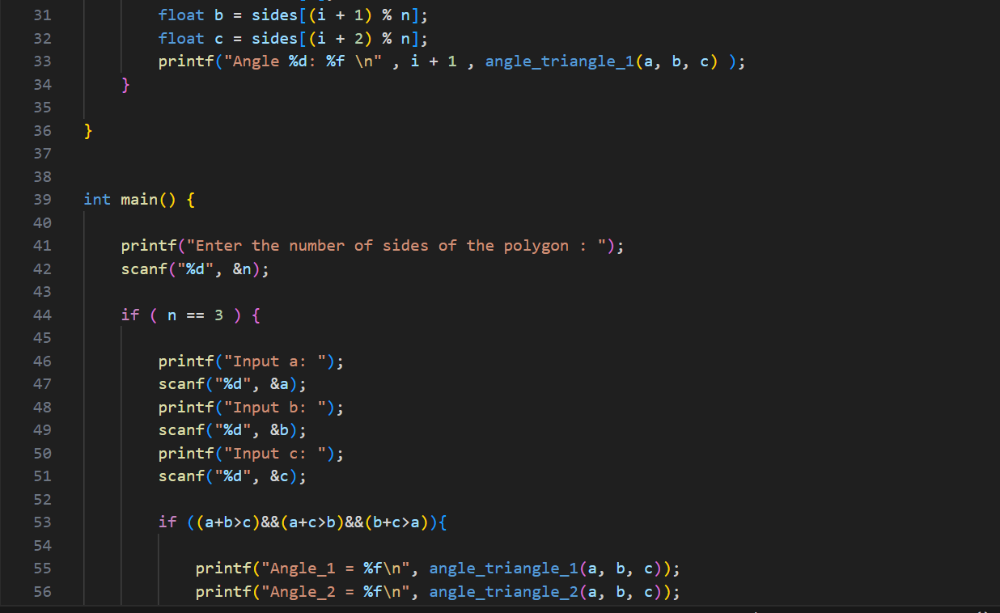 31 float b = sides[(i + 1) % n];
32 float c = sides[(i + 2) % n];
33 printf("Angle %d: %f \n" , i + 1 , angle_triangle_1(a, b, c) );
34 }
35
36 }
37
38
39 int main() {
40
41 printf("Enter the number of sides of the polygon : ");
42 scanf("%d", &n);
43
44 if ( n == 3 ) {
45
46 printf("Input a: ");
47 scanf("%d", &a);
48 printf("Input b: ");
49 scanf("%d", &b);
50 printf("Input c: ");
51 scanf("%d", &c);
52
53 if ((a+b>c)&&(a+c>b)&&(b+c>a)){
54
55 printf("Angle_1 = %f\n", angle_triangle_1(a, b, c));
56 printf("Angle_2 = %f\n", angle_triangle_2(a, b, c));